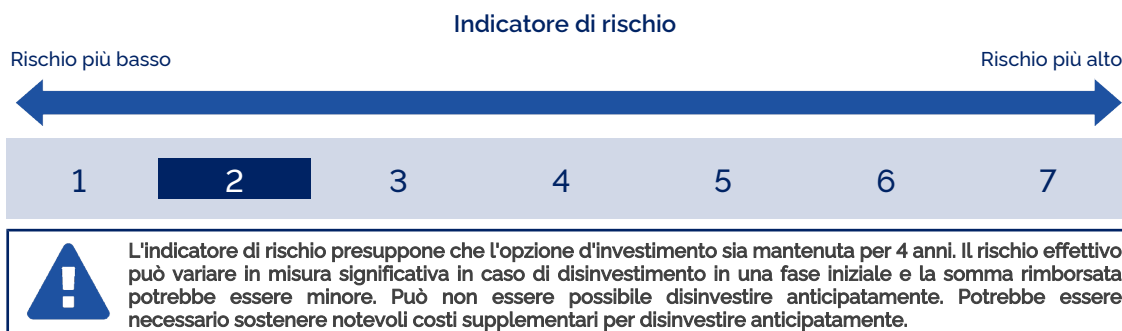 Indicatore di rischio
Rischio più basso
Rischio più alto
1 2 3 4 5 6 7
L'indicatore di rischio presuppone che l'opzione d'investimento sia mantenuta per 4 anni. Il rischio effettivo
può variare in misura significativa in caso di disinvestimento in una fase iniziale e la somma rimborsata
potrebbe essere minore. Può non essere possibile disinvestire anticipatamente. Potrebbe essere
necessario sostenere notevoli costi supplementari per disinvestire anticipatamente.